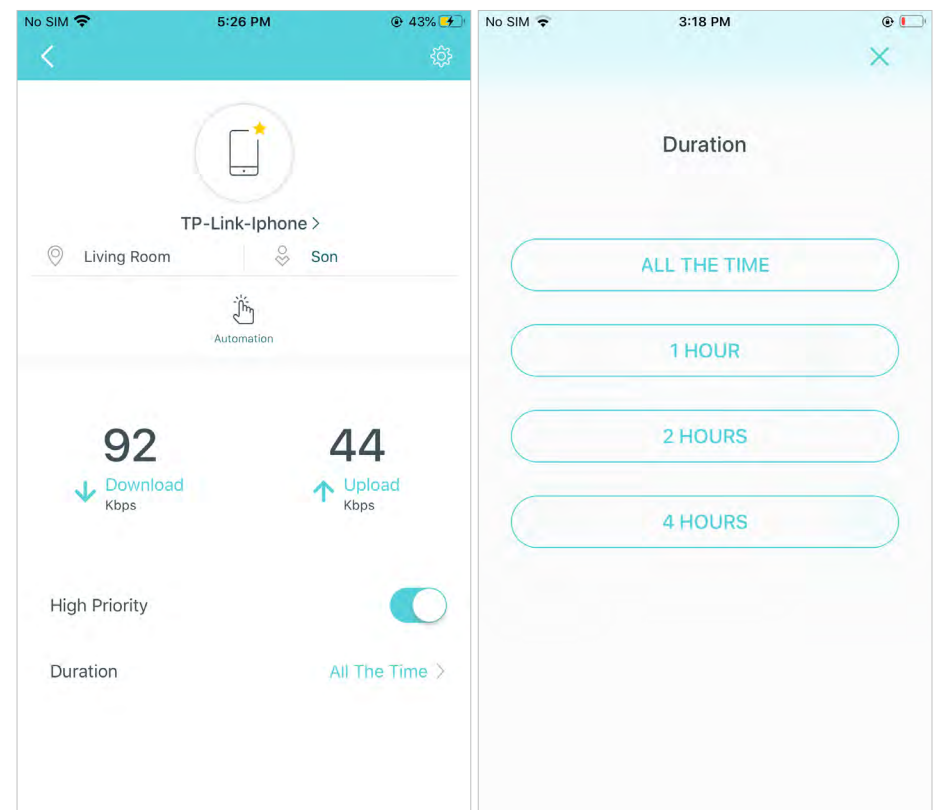 No SIM 5:26 PM 43%
TP-Link-Iphone >
Living Room Son
Automation
92 44
Download Upload
Kbps Kbps
High Priority
Duration All The Time >
No SIM 3:18 PM
Duration
ALL THE TIME
1 HOUR
2 HOURS
4 HOURS